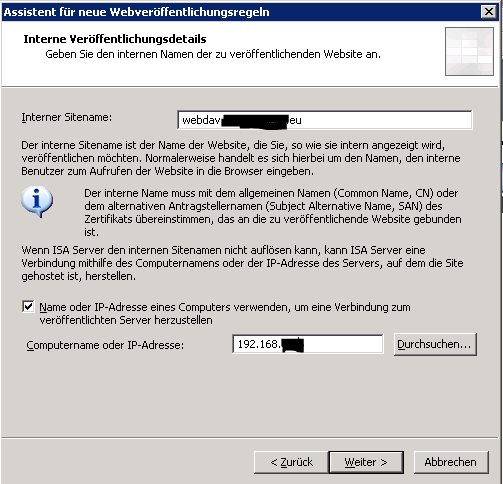 Assistent für neue Webveröffentlichungsregeln
Interne Veröffentlichungsdetails
Geben Sie den internen Namen der zu veröffentlichenden Website an.
Interner Sitename:
webdav eu
Der interne Sitename ist der Name der Website, die Sie, so wie sie intern angezeigt wird,
veröffentlichen möchten. Normalerweise handelt es sich hierbei um den Namen, den interne
Benutzer zum Aufrufen der Website in die Browser eingeben.
Der interne Name muss mit dem allgemeinen Namen (Common Name, CN) oder
dem alternativen Antragstellernamen (Subject Alternative Name, SAN) des
Zertifikats übereinstimmen, das an die zu veröffentlichende Website gebunden
ist.
Wenn ISA Server den internen Sitenamen nicht auflösen kann, kann ISA Server eine
Verbindung mithilfe des Computernamens oder der IP-Adresse des Servers, auf dem die Site
gehostet ist, herstellen.
Name oder IP-Adresse eines Computers verwenden, um eine Verbindung zum
veröffentlichten Server herzustellen
Computername oder IP-Adresse:
192.168.
Durchsuchen...
< Zurück
Weiter >
Abbrechen